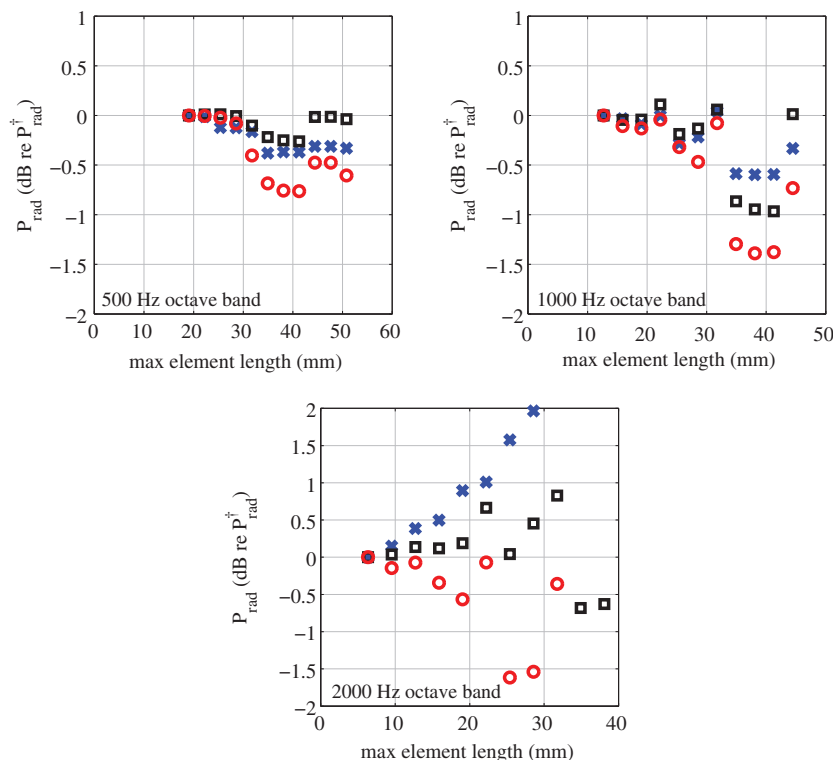 1
0.5
0
−0.5
−1
−1.5
−2
P_rad (dB re P†_rad)
500 Hz octave band
0 10 20 30 40 50 60
max element length (mm)
1
0.5
0
−0.5
−1
−1.5
−2
P_rad (dB re P†_rad)
1000 Hz octave band
0 10 20 30 40 50
max element length (mm)
2
1.5
1
0.5
0
−0.5
−1
−1.5
−2
P_rad (dB re P†_rad)
2000 Hz octave band
0 10 20 30 40
max element length (mm)